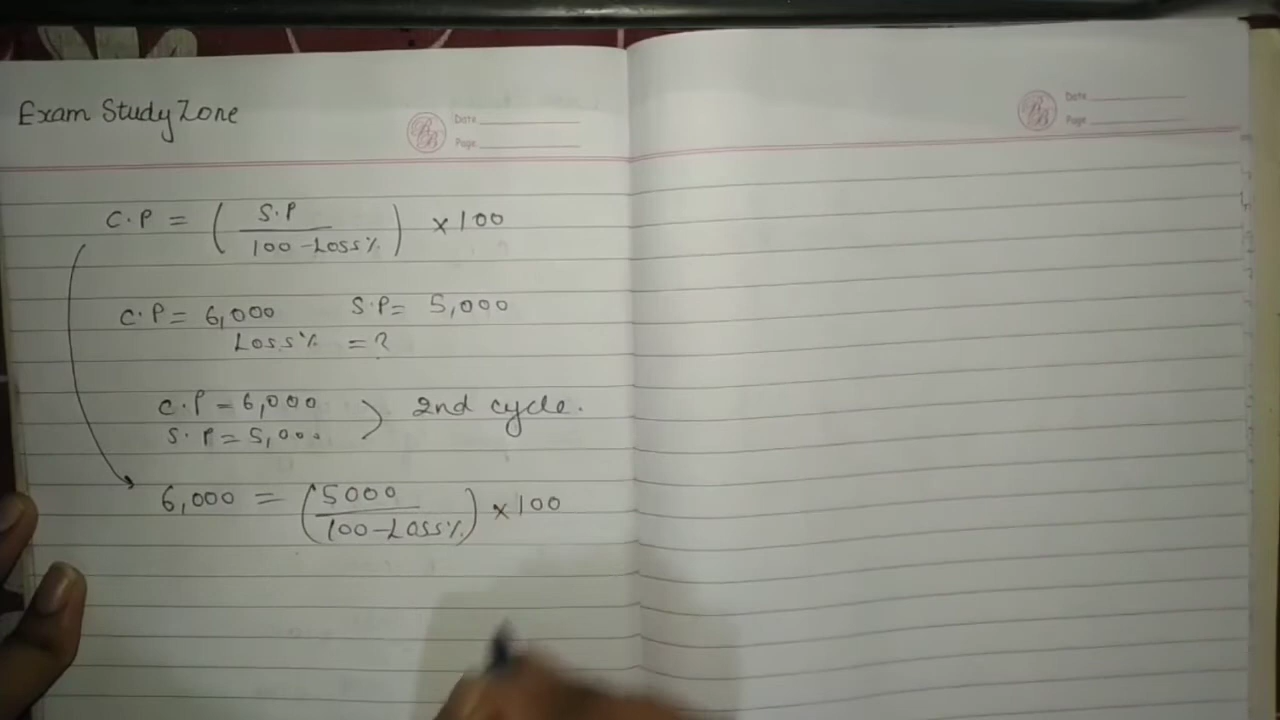 Exam Study Zone
Date
Page
Date
Page
C.P = ( S.P / 100 - Loss% ) × 100
C.P = 6,000 S.P = 5,000
Loss% = ?
C.P = 6,000
S.P = 5,000
2nd cycle.
6,000 = ( 5000 / 100 - Loss% ) × 100